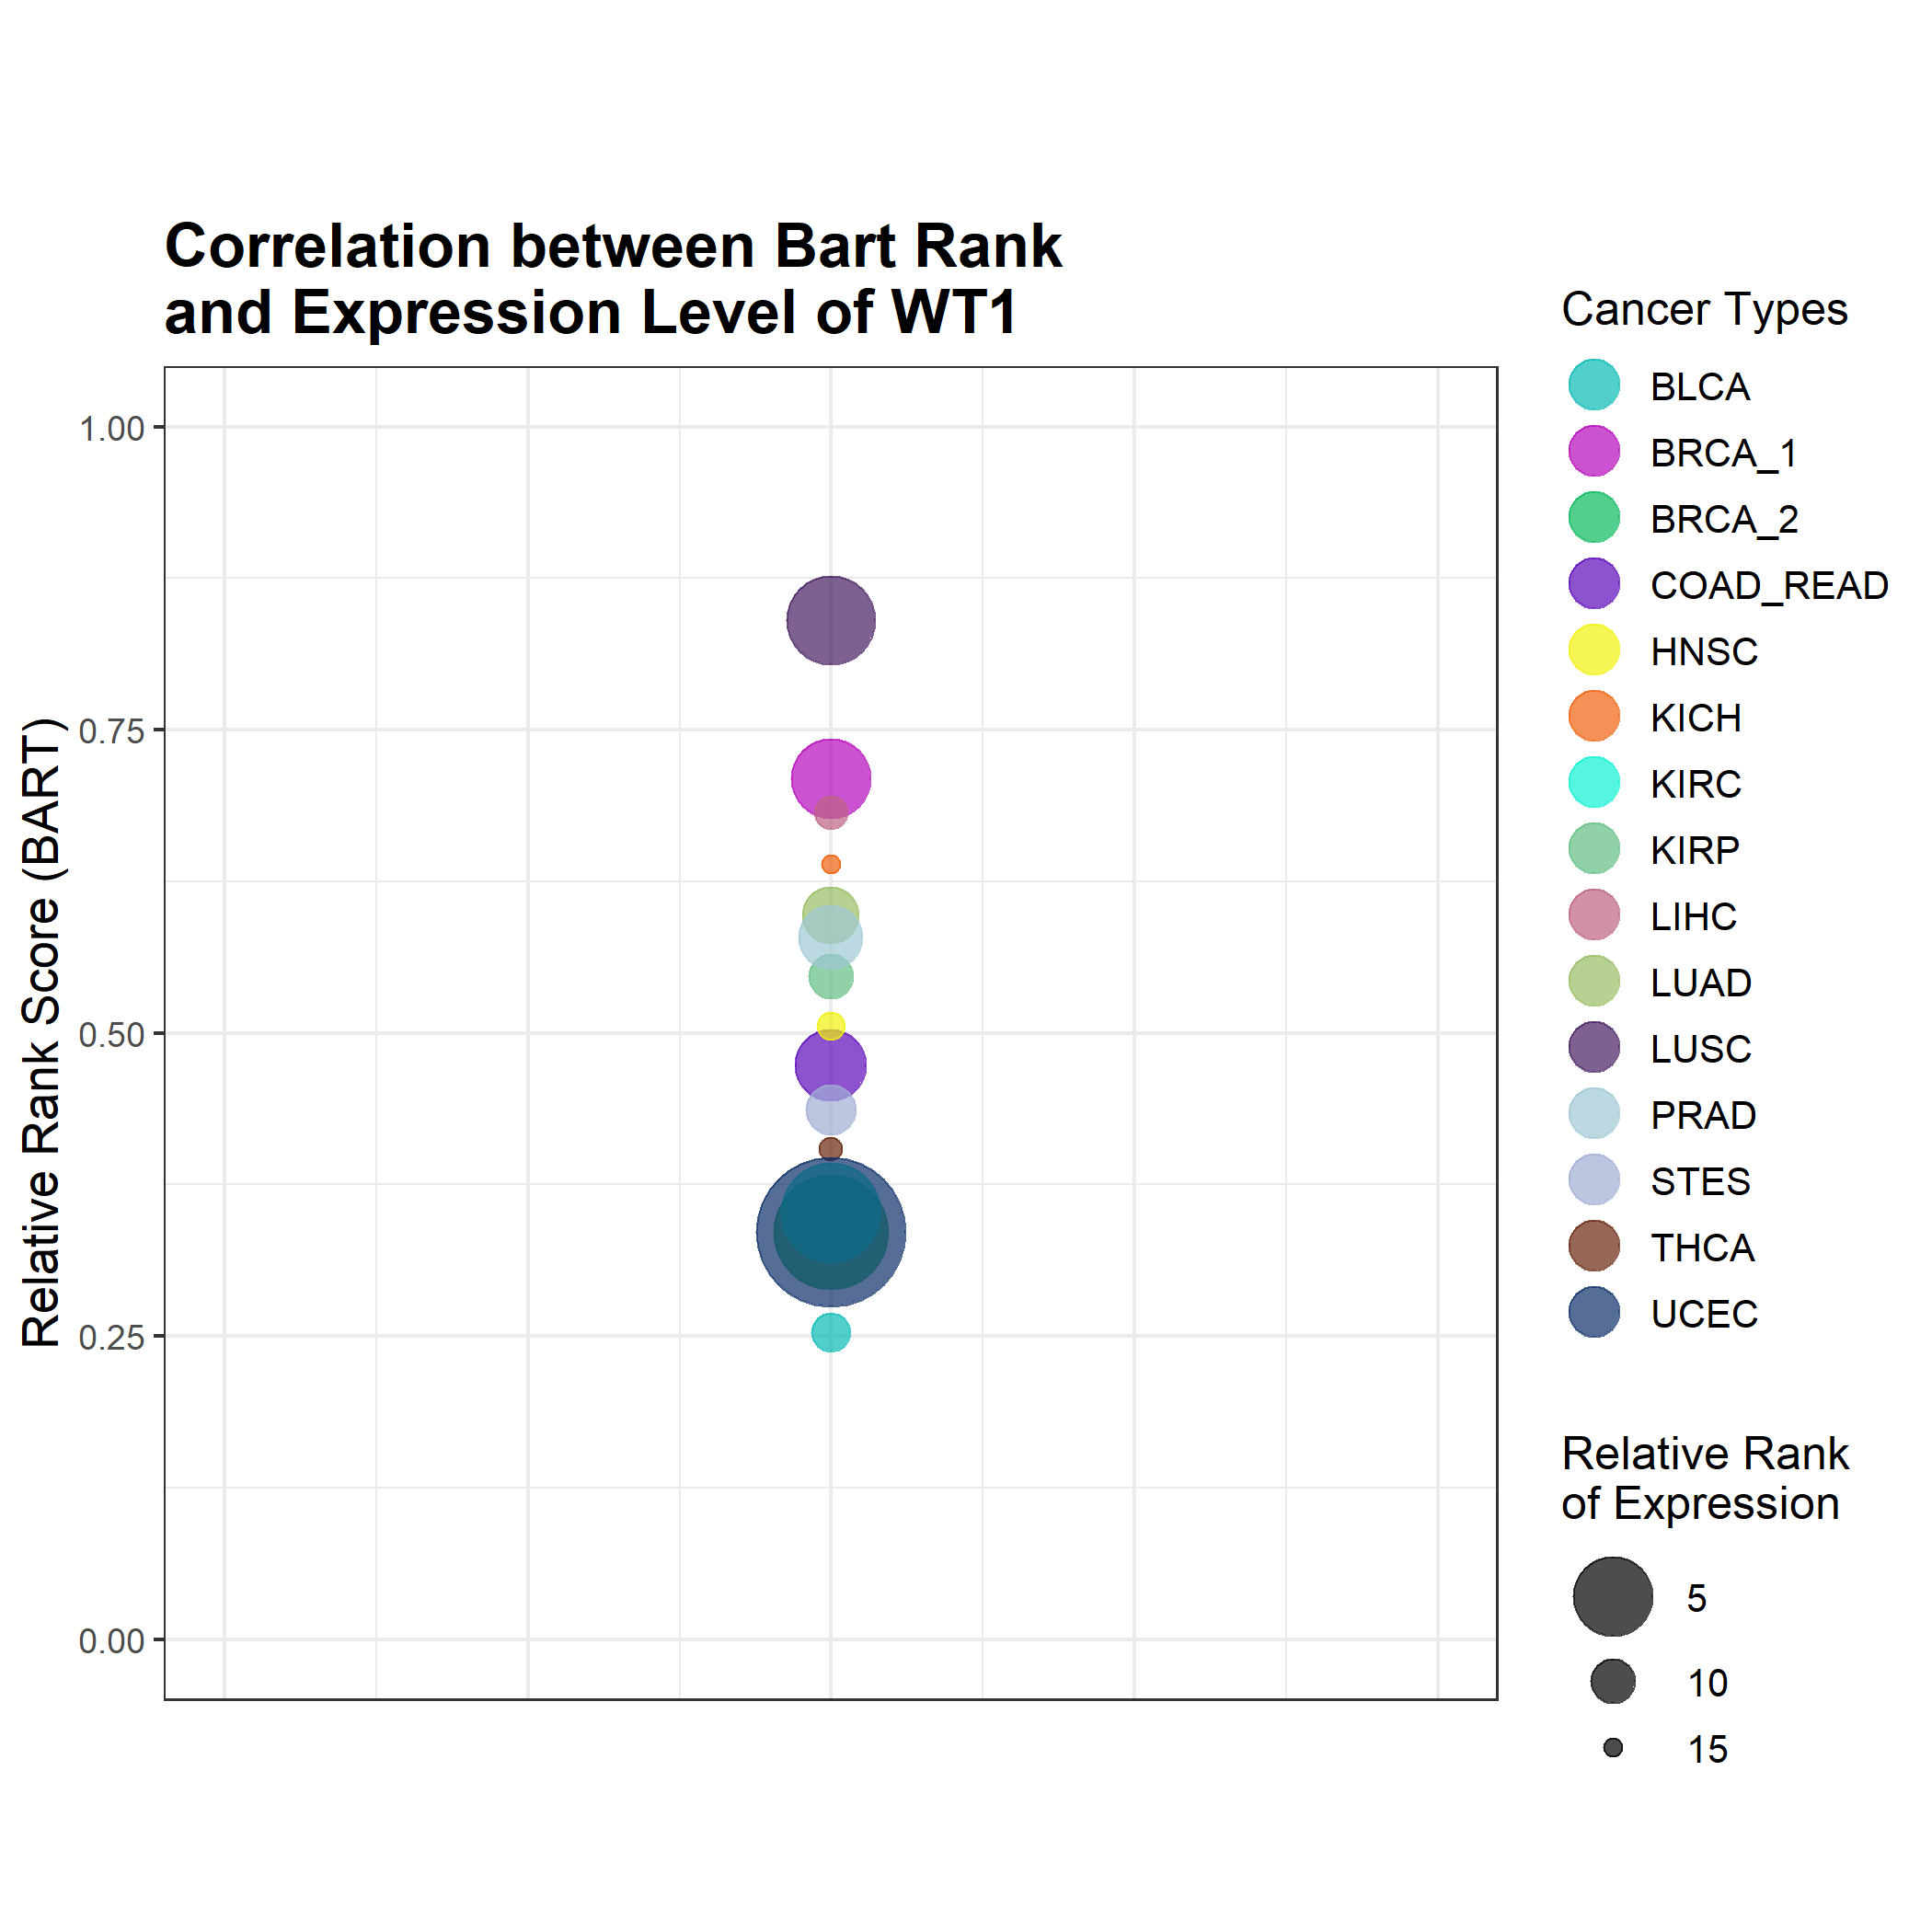 Correlation between Bart Rank
and Expression Level of WT1
Relative Rank Score (BART)
1.00
0.75
0.50
0.25
0.00
Cancer Types
BLCA
BRCA_1
BRCA_2
COAD_READ
HNSC
KICH
KIRC
KIRP
LIHC
LUAD
LUSC
PRAD
STES
THCA
UCEC
Relative Rank
of Expression
5
10
15